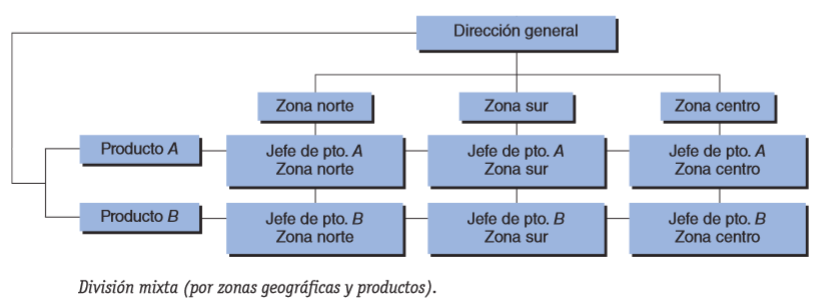 Dirección general
Zona norte
Zona sur
Zona centro
Producto A
Jefe de pto. A
Zona norte
Jefe de pto. A
Zona sur
Jefe de pto. A
Zona centro
Producto B
Jefe de pto. B
Zona norte
Jefe de pto. B
Zona sur
Jefe de pto. B
Zona centro
División mixta (por zonas geográficas y productos).